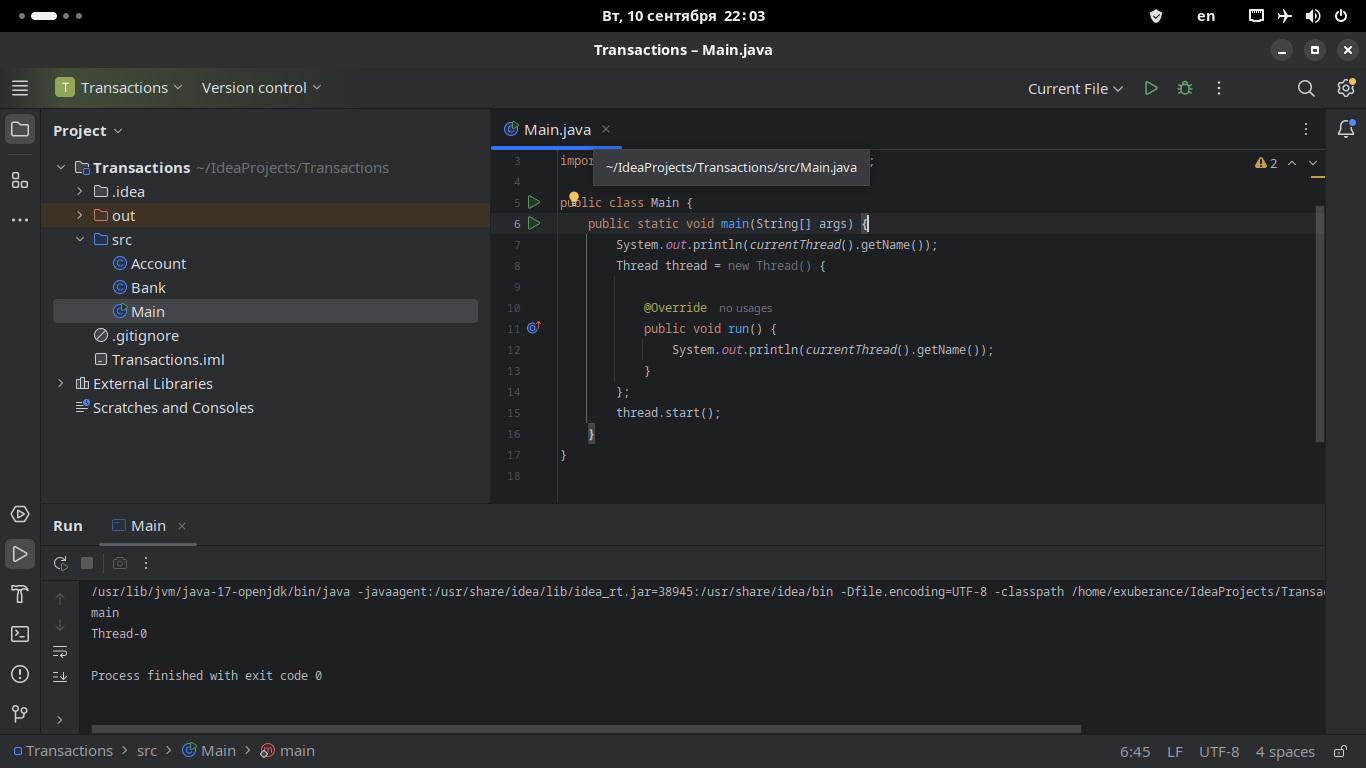 Вт, 10 сентября 22:03
en
Transactions – Main.java
T Transactions Version control Current File
Project
Transactions ~/IdeaProjects/Transactions
.idea
out
src
Account
Bank
Main
.gitignore
Transactions.iml
External Libraries
Scratches and Consoles
Main.java
~/IdeaProjects/Transactions/src/Main.java
2
3 impor ;
4
5 public class Main {
6 public static void main(String[] args) {
7 System.out.println(currentThread().getName());
8 Thread thread = new Thread() {
9
10 @Override no usages
11 public void run() {
12 System.out.println(currentThread().getName());
13 }
14 };
15 thread.start();
16 }
17 }
18
Run Main
/usr/lib/jvm/java-17-openjdk/bin/java -javaagent:/usr/share/idea/lib/idea_rt.jar=38945:/usr/share/idea/bin -Dfile.encoding=UTF-8 -classpath /home/exuberance/IdeaProjects/Transac
main
Thread-0
Process finished with exit code 0
Transactions > src > Main > main 6:45 LF UTF-8 4 spaces